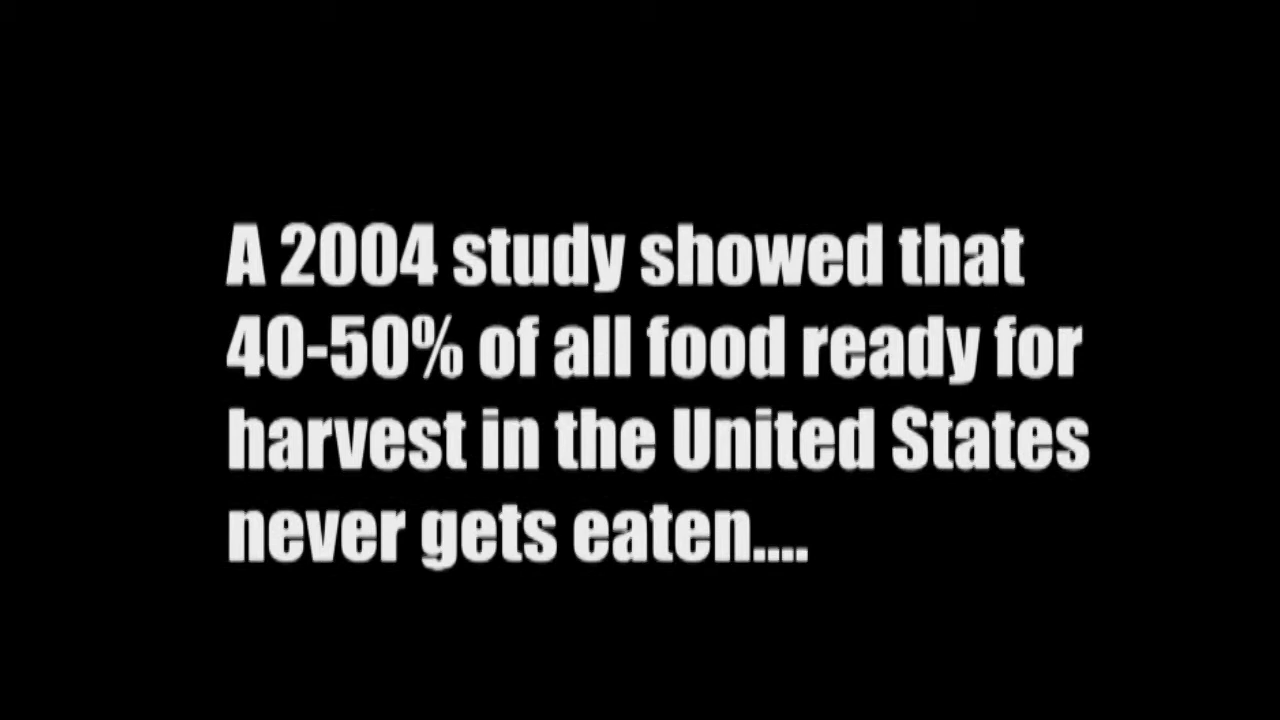 A 2004 study showed that
40-50% of all food ready for
harvest in the United States
never gets eaten....